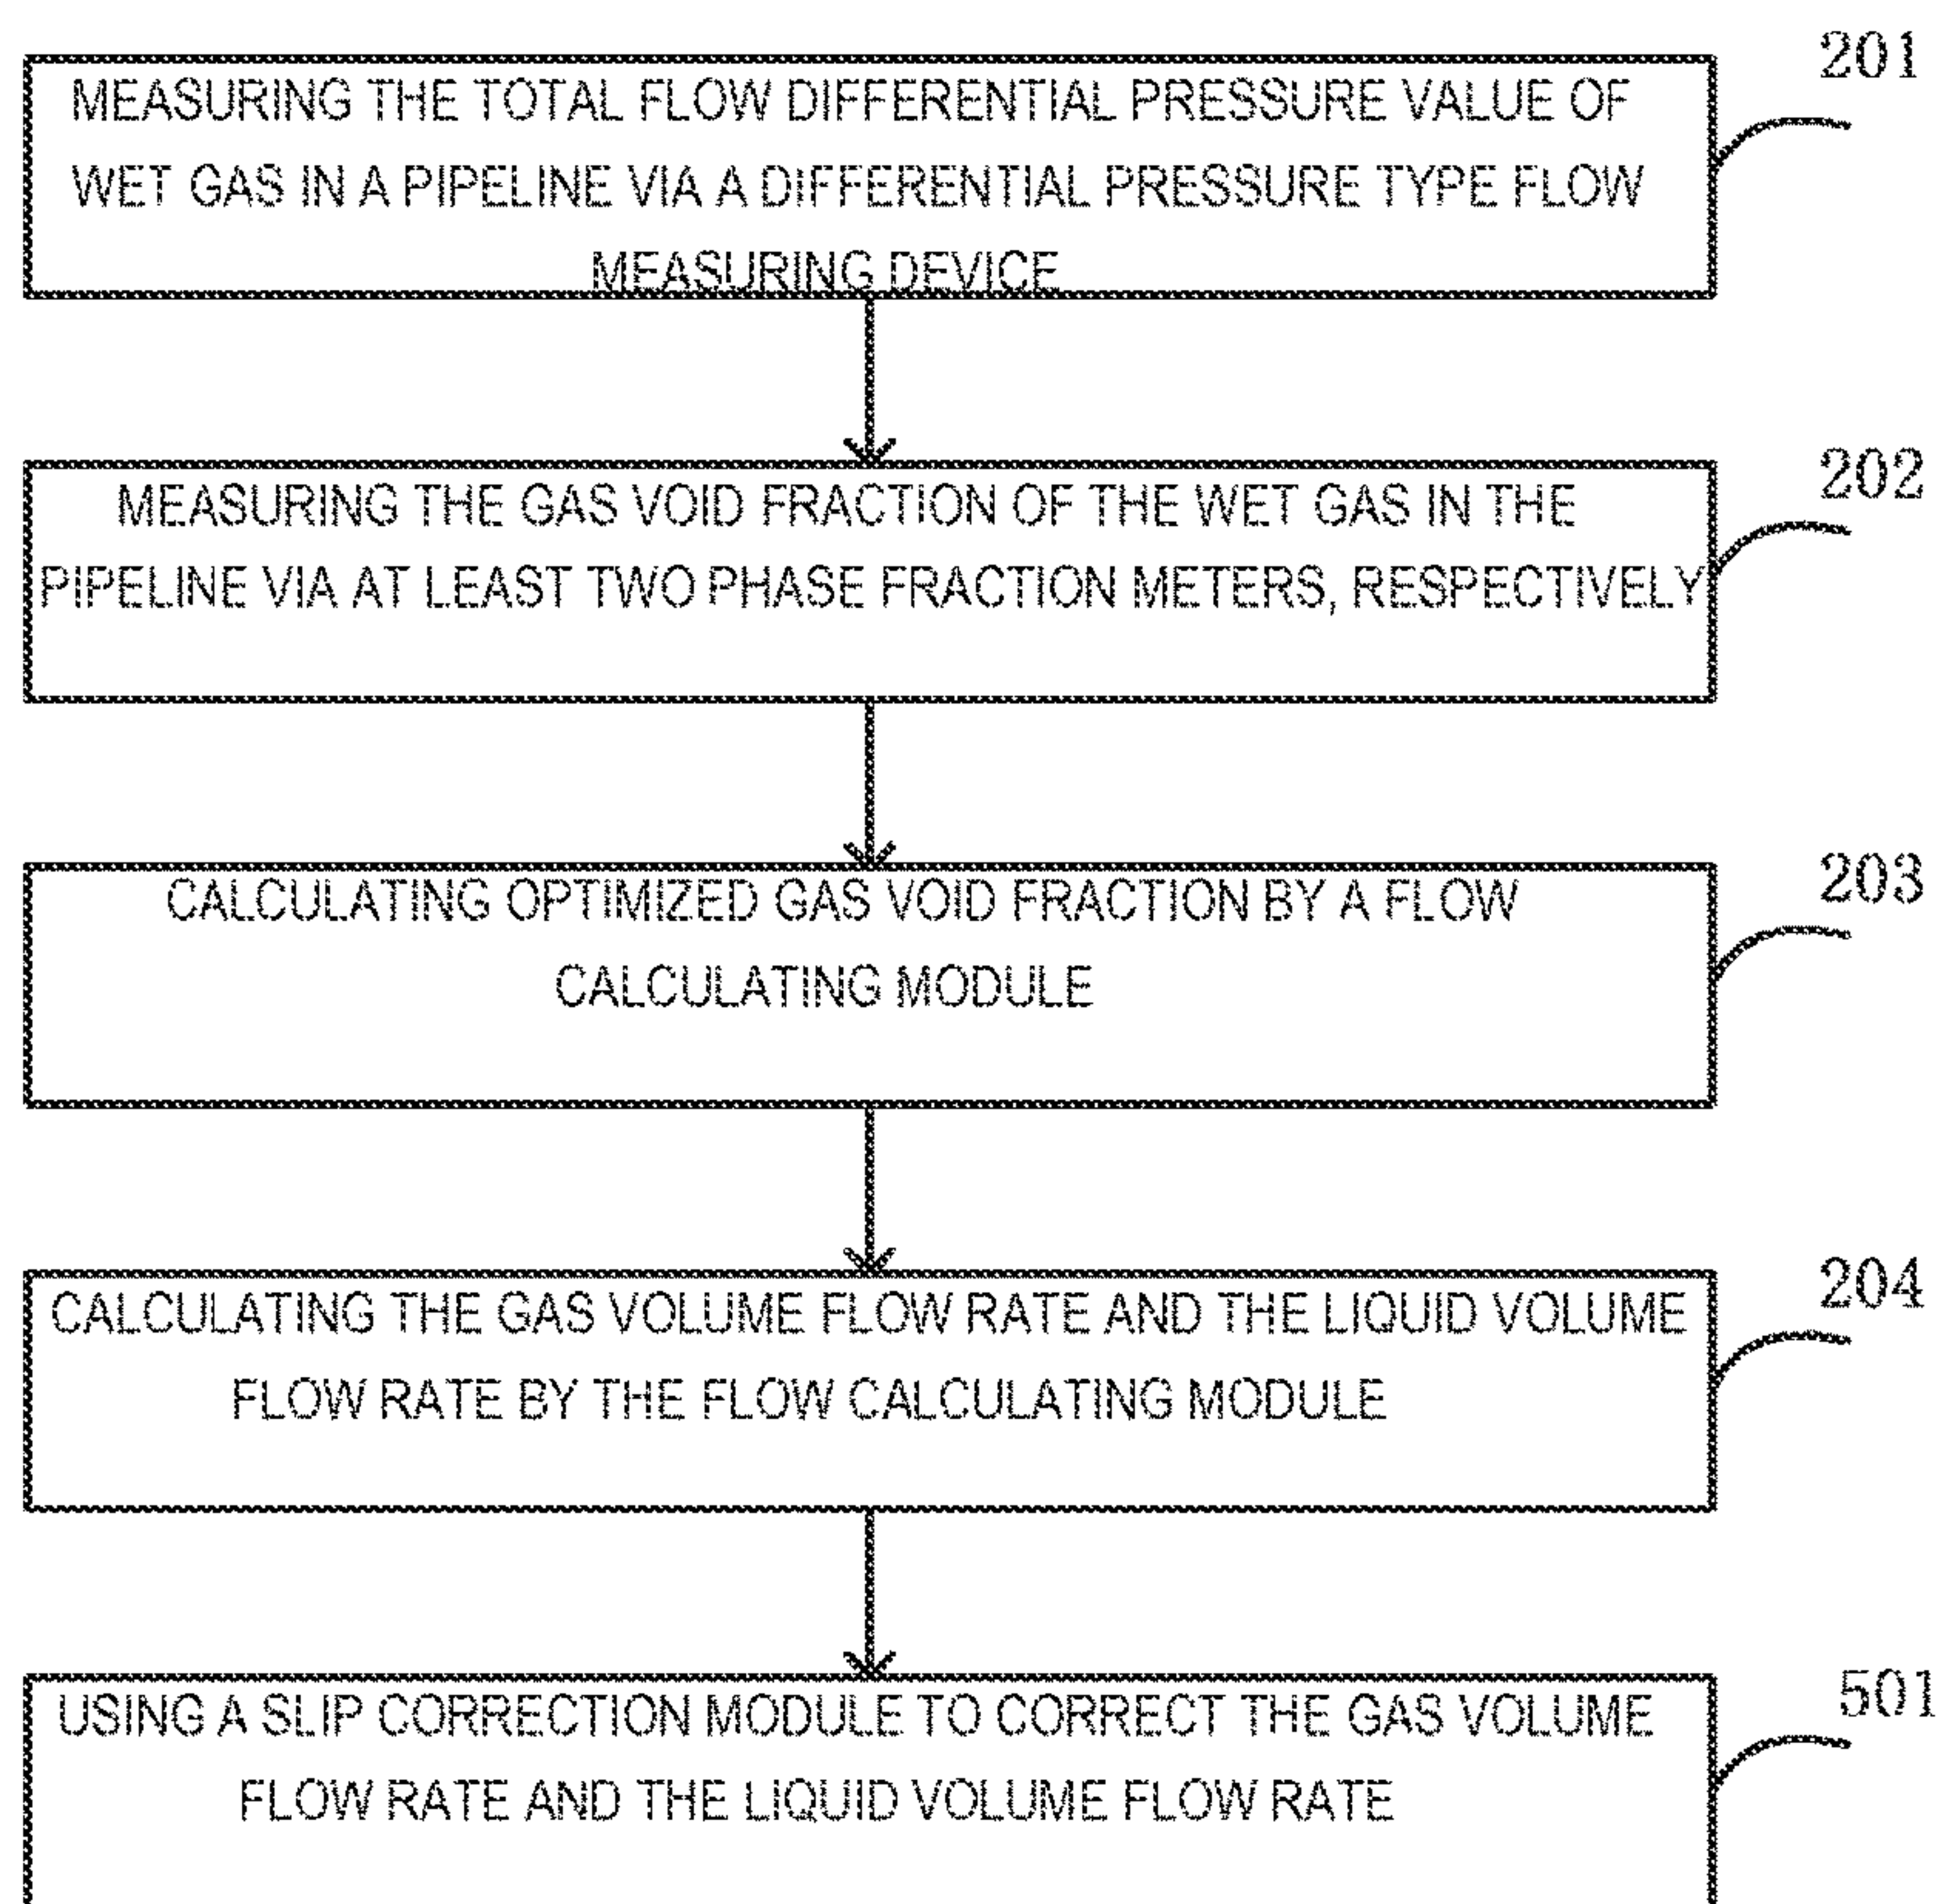 201
MEASURING THE TOTAL FLOW DIFFERENTIAL PRESSURE VALUE OF
WET GAS IN A PIPELINE VIA A DIFFERENTIAL PRESSURE TYPE FLOW
MEASURING DEVICE
202
MEASURING THE GAS VOID FRACTION OF THE WET GAS IN THE
PIPELINE VIA AT LEAST TWO PHASE FRACTION METERS, RESPECTIVELY
203
CALCULATING OPTIMIZED GAS VOID FRACTION BY A FLOW
CALCULATING MODULE
204
CALCULATING THE GAS VOLUME FLOW RATE AND THE LIQUID VOLUME
FLOW RATE BY THE FLOW CALCULATING MODULE
501
USING A SLIP CORRECTION MODULE TO CORRECT THE GAS VOLUME
FLOW RATE AND THE LIQUID VOLUME FLOW RATE